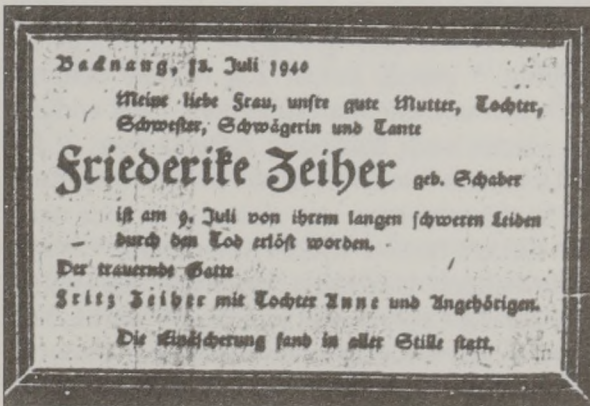 Backnang, 13. Juli 1940
Meine liebe Frau, unsre gute Mutter, Tochter,
Schwester, Schwägerin und Tante
Friederike Zeiher geb. Schaber
ist am 9. Juli von ihrem langen schweren Leiden
durch den Tod erlöst worden.
Der trauernde Gatte
Fritz Zeiher mit Tochter Anne und Angehörigen.
Die Einäscherung fand in aller Stille statt.